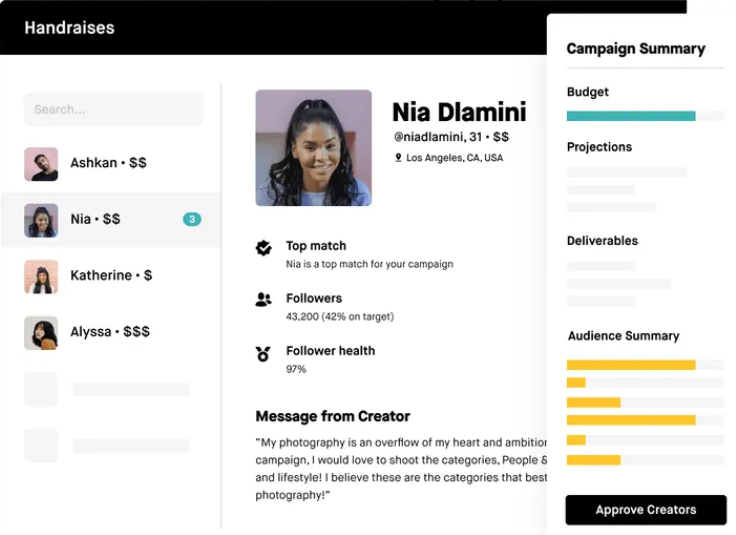 Handraises
Search...
Ashkan • $$
Nia • $$
3
Katherine • $
Alyssa • $$$
Nia Dlamini
@niadlamini, 31 • $$
Los Angeles, CA, USA
Top match
Nia is a top match for your campaign
Followers
43,200 (42% on target)
Follower health
97%
Message from Creator
"My photography is an overflow of my heart and ambition
campaign, I would love to shoot the categories, People &
and lifestyle! I believe these are the categories that best
photography!"
Campaign Summary
Budget
Projections
Deliverables
Audience Summary
Approve Creators